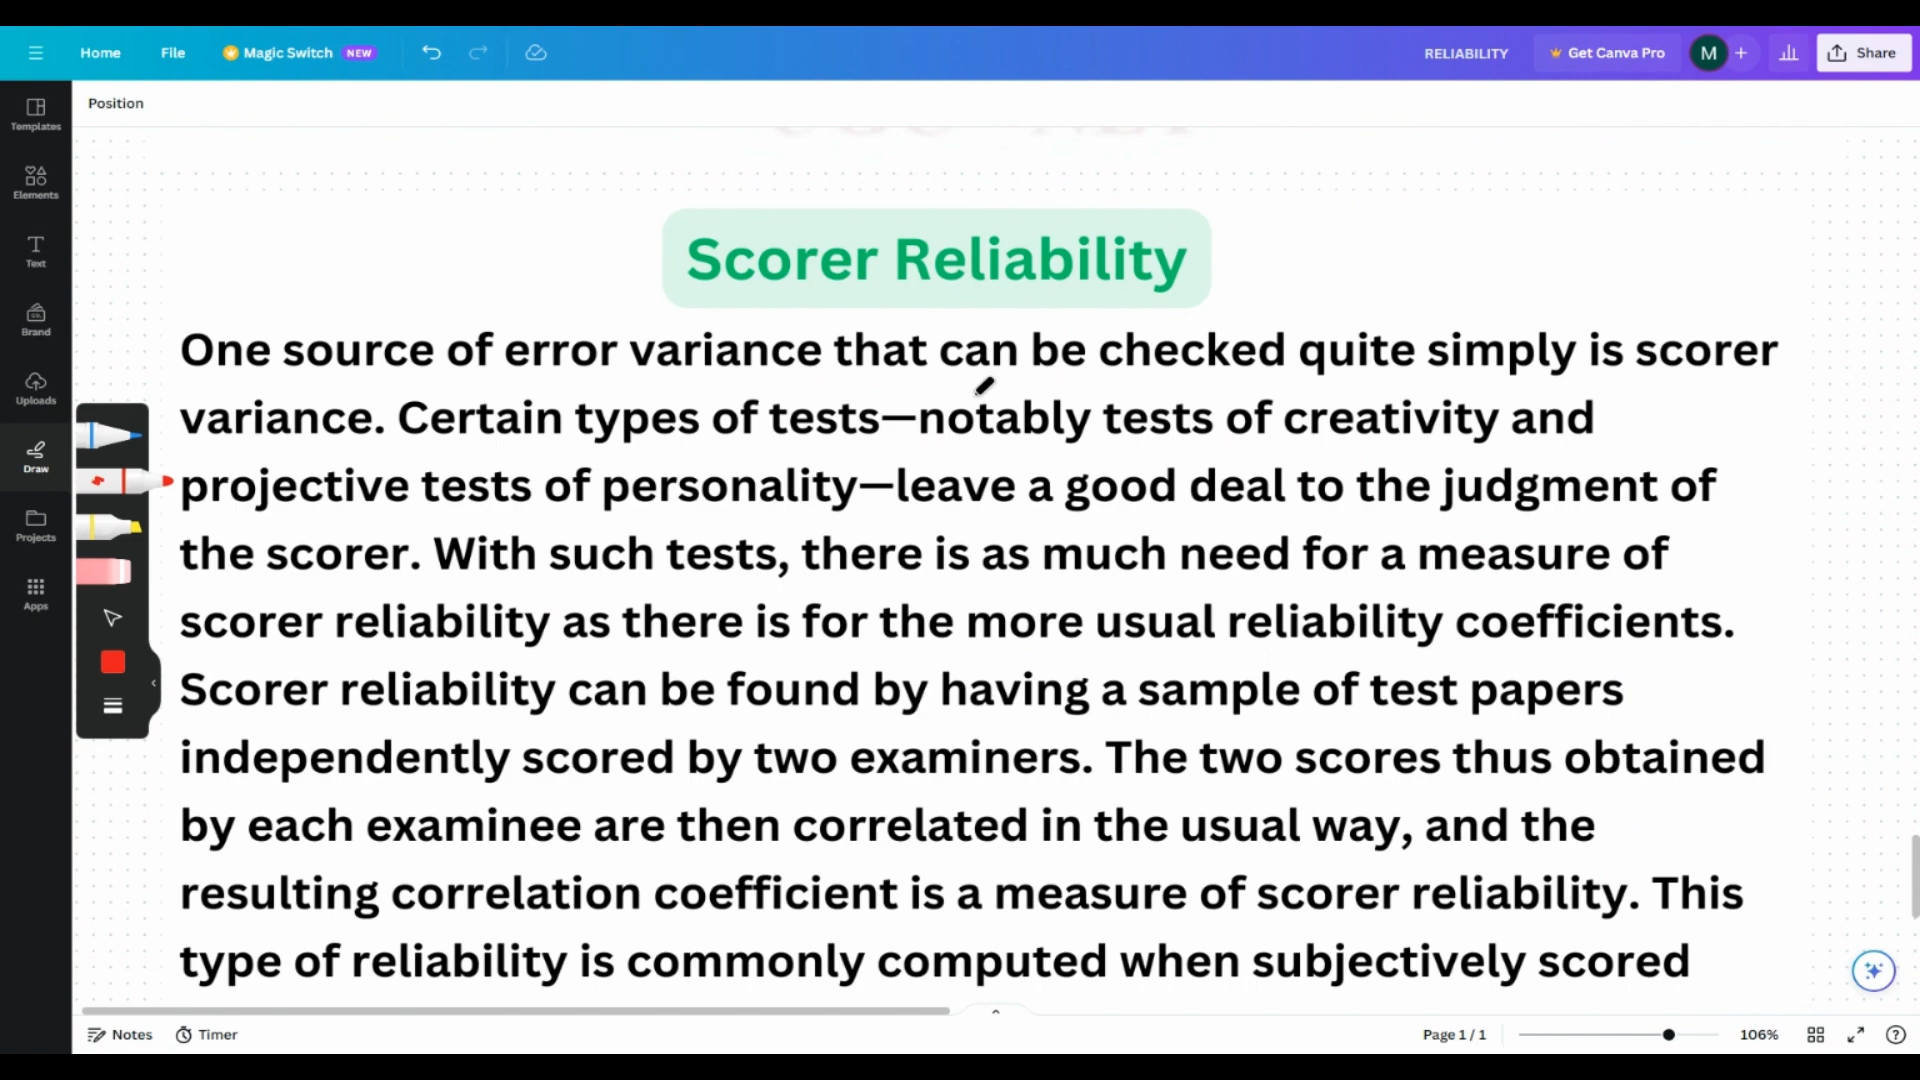 Home File Magic Switch NEW RELIABILITY Get Canva Pro M + Share
Position
Templates
Elements
Text
Brand
Uploads
Draw
Projects
Apps
Scorer Reliability
One source of error variance that can be checked quite simply is scorer
variance. Certain types of tests—notably tests of creativity and
projective tests of personality—leave a good deal to the judgment of
the scorer. With such tests, there is as much need for a measure of
scorer reliability as there is for the more usual reliability coefficients.
Scorer reliability can be found by having a sample of test papers
independently scored by two examiners. The two scores thus obtained
by each examinee are then correlated in the usual way, and the
resulting correlation coefficient is a measure of scorer reliability. This
type of reliability is commonly computed when subjectively scored
Notes Timer Page 1 / 1 106%